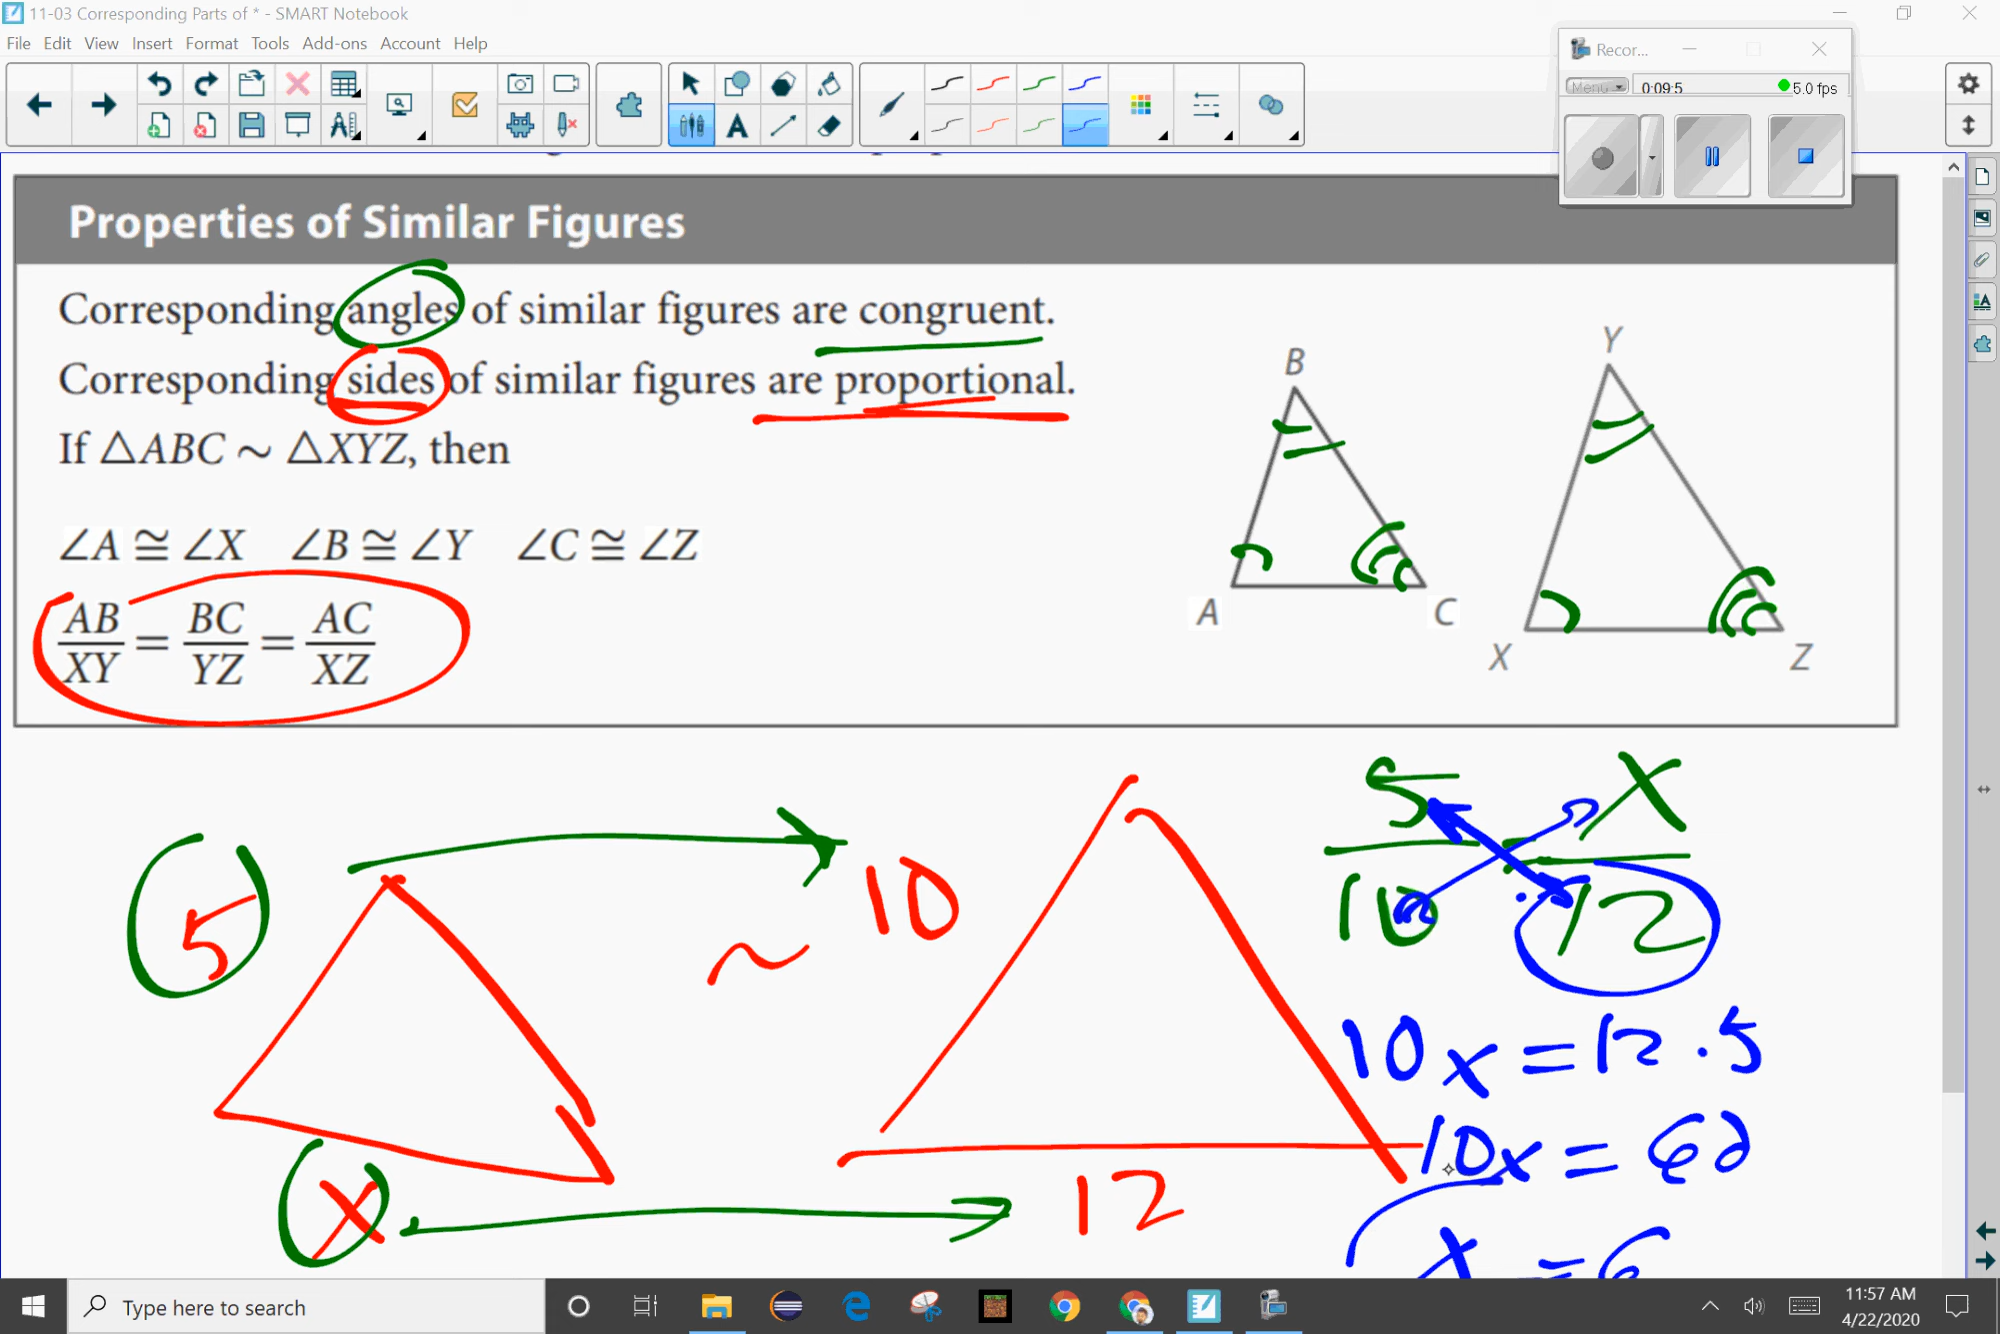 11-03 Corresponding Parts of * - SMART Notebook
File Edit View Insert Format Tools Add-ons Account Help
Recor...
Menu 0:09:5 5.0 fps
Properties of Similar Figures
Corresponding angles of similar figures are congruent.
Corresponding sides of similar figures are proportional.
If △ABC ~ △XYZ, then
∠A ≅ ∠X ∠B ≅ ∠Y ∠C ≅ ∠Z
AB/XY = BC/YZ = AC/XZ
B
A
C
Y
X
Z
5
x
~
10
12
5/10 = x/12
10x = 12 · 5
10x = 60
x = 6
Type here to search
11:57 AM
4/22/2020